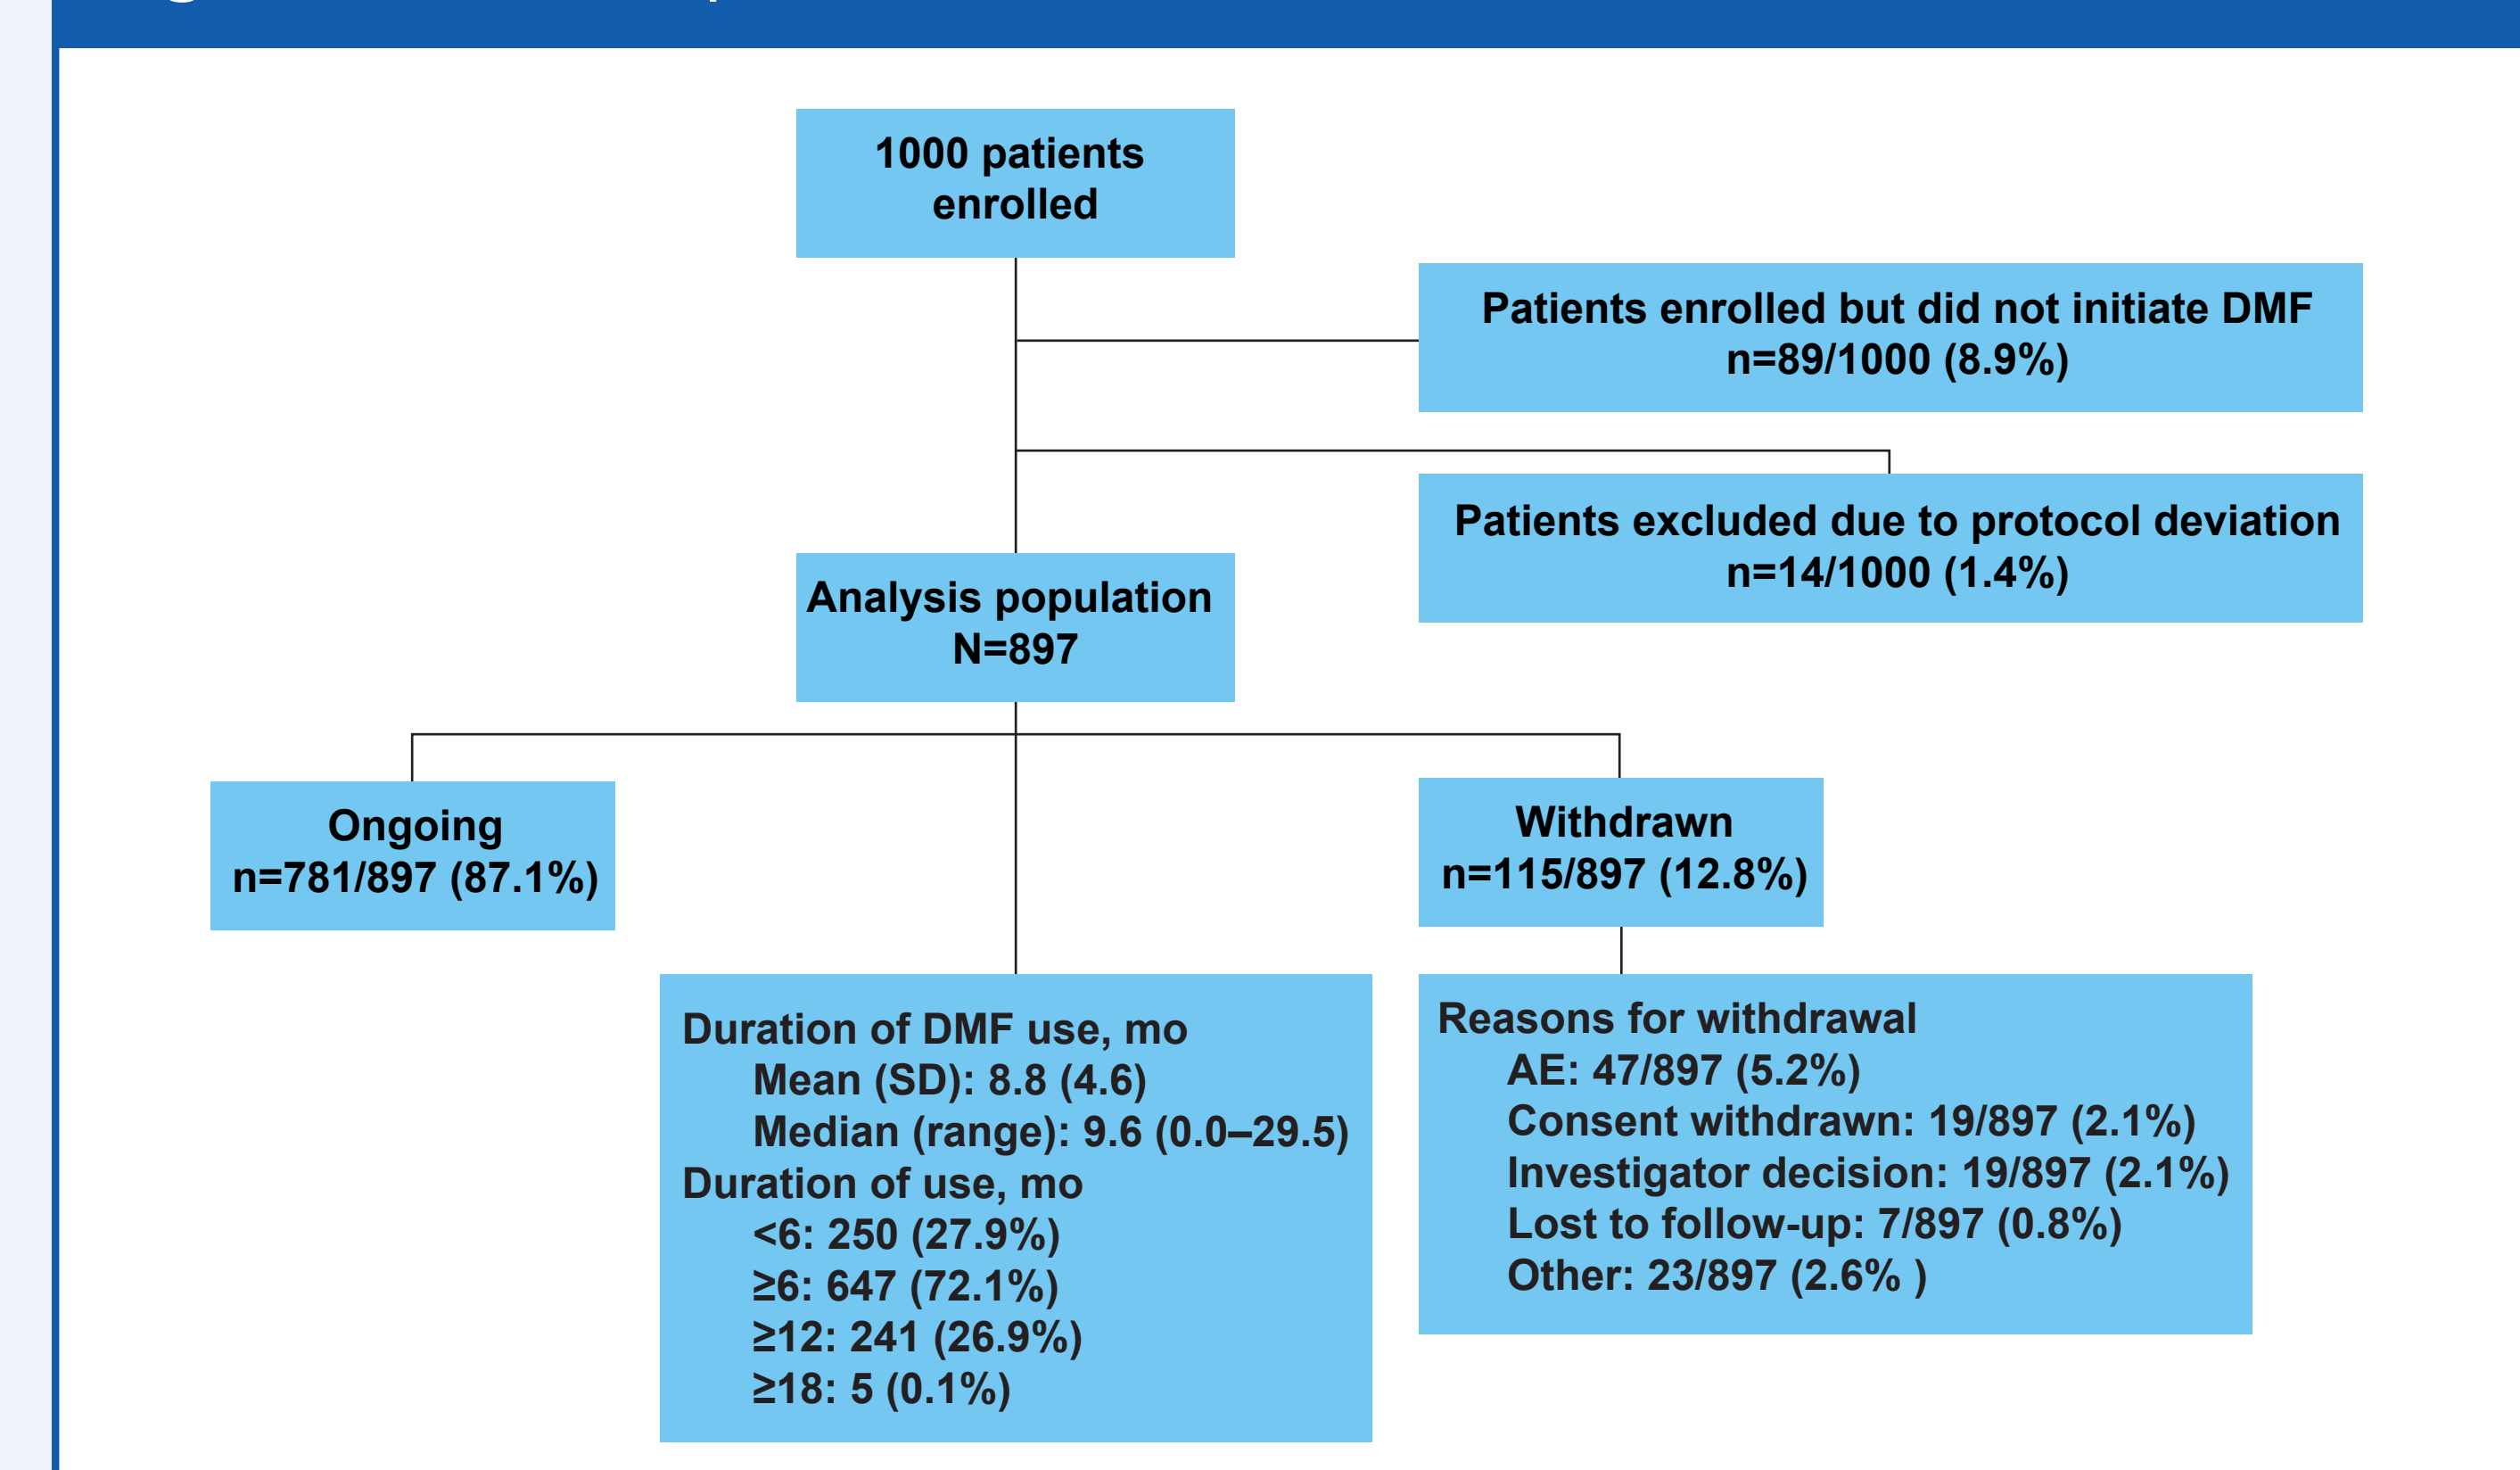 1000 patients
enrolled
Patients enrolled but did not initiate DMF
n=89/1000 (8.9%)
Patients excluded due to protocol deviation
n=14/1000 (1.4%)
Analysis population
N=897
Ongoing
n=781/897 (87.1%)
Withdrawn
n=115/897 (12.8%)
Duration of DMF use, mo
Mean (SD): 8.8 (4.6)
Median (range): 9.6 (0.0–29.5)
Duration of use, mo
<6: 250 (27.9%)
≥6: 647 (72.1%)
≥12: 241 (26.9%)
≥18: 5 (0.1%)
Reasons for withdrawal
AE: 47/897 (5.2%)
Consent withdrawn: 19/897 (2.1%)
Investigator decision: 19/897 (2.1%)
Lost to follow-up: 7/897 (0.8%)
Other: 23/897 (2.6% )